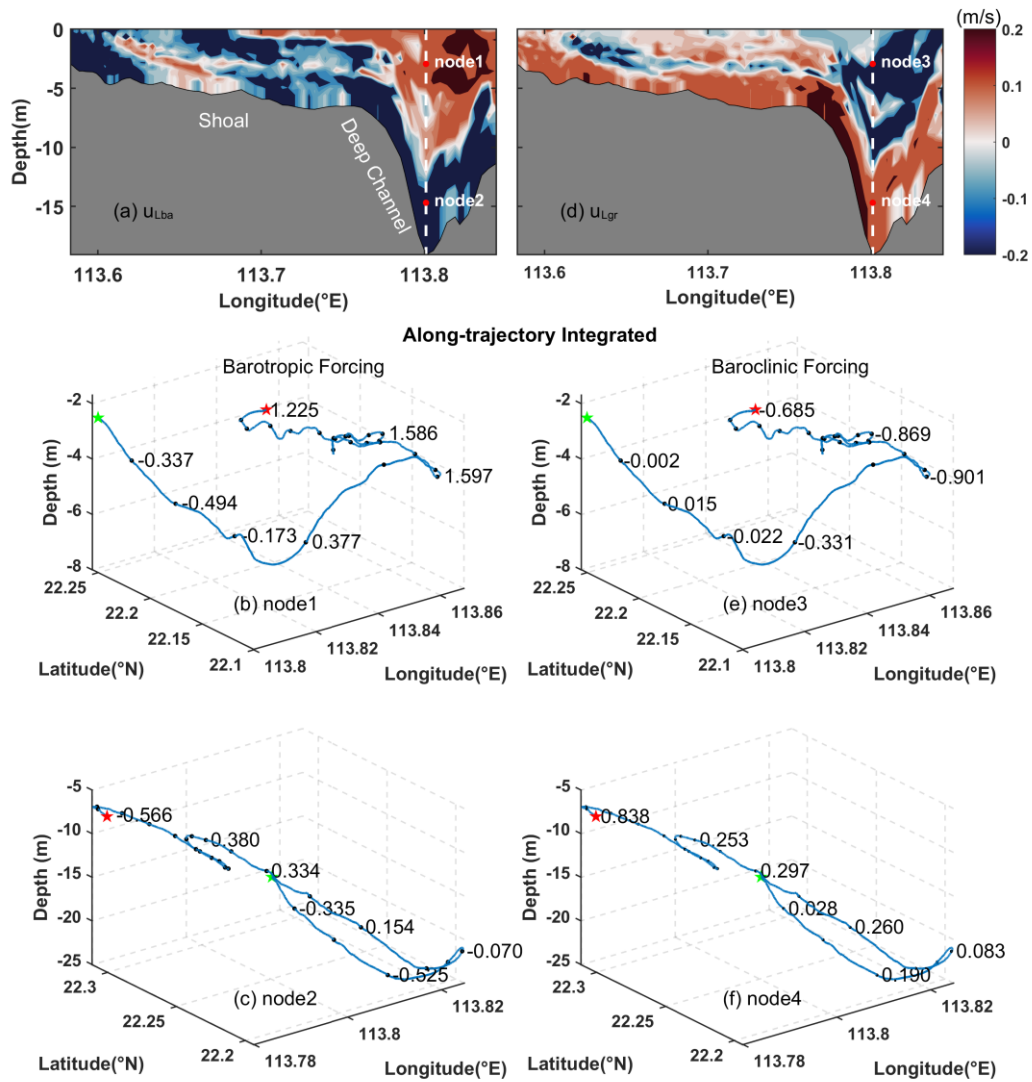 (m/s)
0
-5
-10
-15
Depth(m)
node1
node2
Shoal
Deep Channel
(a) uLba
113.6
113.7
113.8
Longitude(°E)
node3
node4
(d) uLgr
113.6
113.7
113.8
Longitude(°E)
0.2
0.1
0
-0.1
-0.2
Along-trajectory Integrated
Barotropic Forcing
-2
-4
-6
-8
Depth (m)
1.225
1.586
1.597
-0.337
-0.494
-0.173
0.377
(b) node1
22.25
22.2
22.15
22.1
Latitude(°N)
113.8
113.82
113.84
113.86
Longitude(°E)
Baroclinic Forcing
-2
-4
-6
-8
Depth (m)
-0.685
-0.869
-0.901
-0.002
0.015
-0.022
-0.331
(e) node3
22.25
22.2
22.15
22.1
Latitude(°N)
113.8
113.82
113.84
113.86
Longitude(°E)
-5
-10
-15
-20
-25
Depth (m)
-0.566
0.380
0.334
-0.335
0.154
-0.070
-0.525
(c) node2
22.3
22.25
22.2
Latitude(°N)
113.78
113.8
113.82
Longitude(°E)
-5
-10
-15
-20
-25
Depth (m)
0.838
0.253
0.297
0.028
0.260
0.083
0.190
(f) node4
22.3
22.25
22.2
Latitude(°N)
113.78
113.8
113.82
Longitude(°E)